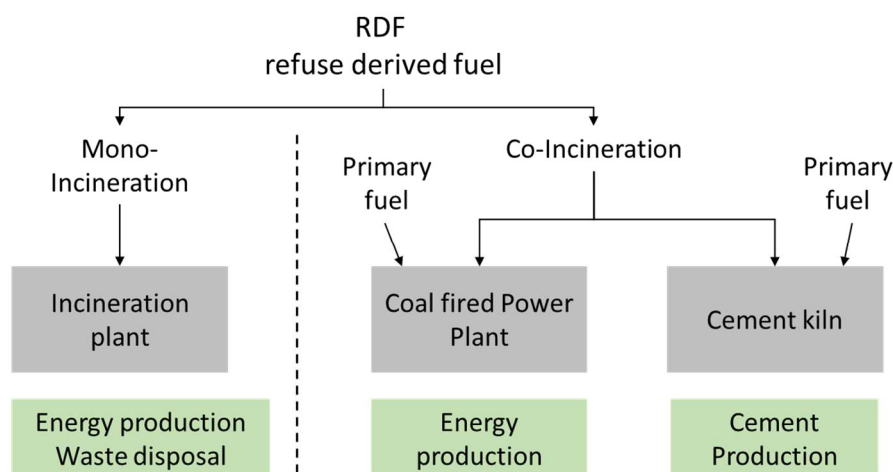 RDF
refuse derived fuel
Mono-
Incineration
Co-Incineration
Primary
fuel
Primary
fuel
Incineration
plant
Coal fired Power
Plant
Cement kiln
Energy production
Waste disposal
Energy
production
Cement
Production